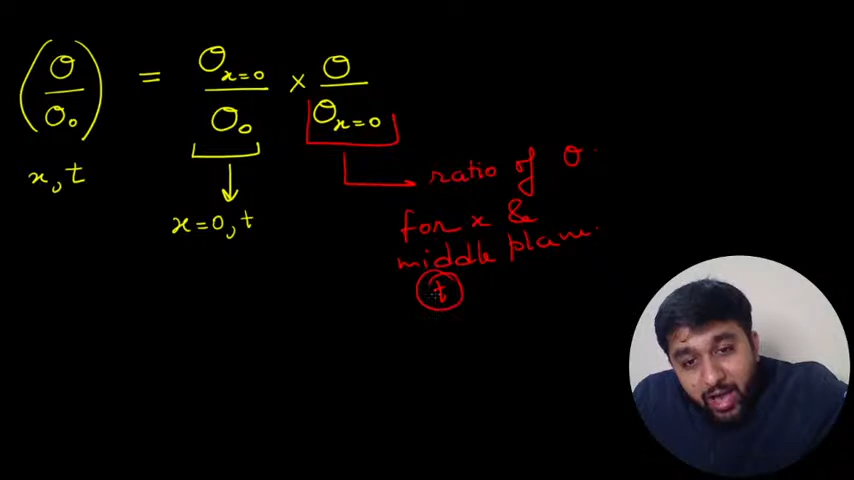 (θ/θ₀) = θₓ₌₀/θ₀ × θ/θₓ₌₀
x, t
x=0, t
ratio of θ
for x &
middle plane.
t